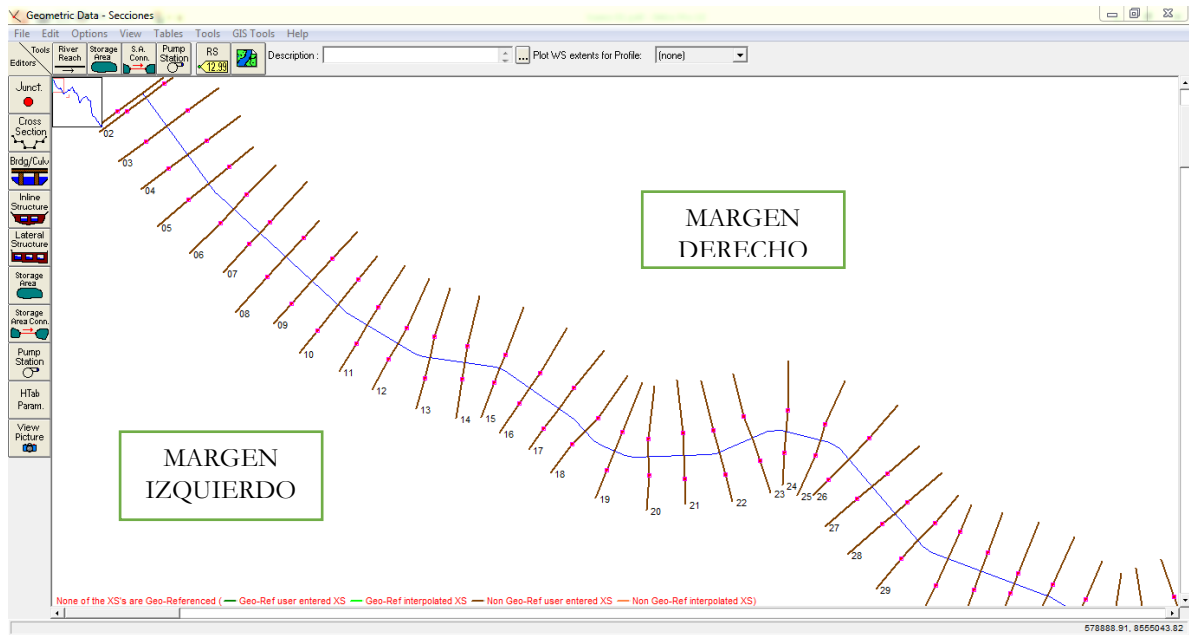 Geometric Data - Secciones
File Edit Options View Tables Tools GIS Tools Help
Tools
Editors
River
Reach
Storage
Area
S.A.
Conn.
Pump
Station
RS
12.99
Description :
...
Plot WS extents for Profile:
(none)
Junct.
Cross
Section
Brdg/Culv
Inline
Structure
Lateral
Structure
Storage
Area
Storage
Area Conn.
Pump
Station
HTab
Param.
View
Picture
02
03
04
05
06
07
08
09
10
11
12
13
14
15
16
17
18
19
20
21
22
23
24
25
26
27
28
29
MARGEN
DERECHO
MARGEN
IZQUIERDO
None of the XS's are Geo-Referenced ( — Geo-Ref user entered XS — Geo-Ref interpolated XS — Non Geo-Ref user entered XS — Non Geo-Ref interpolated XS)
578888.91, 8555043.82